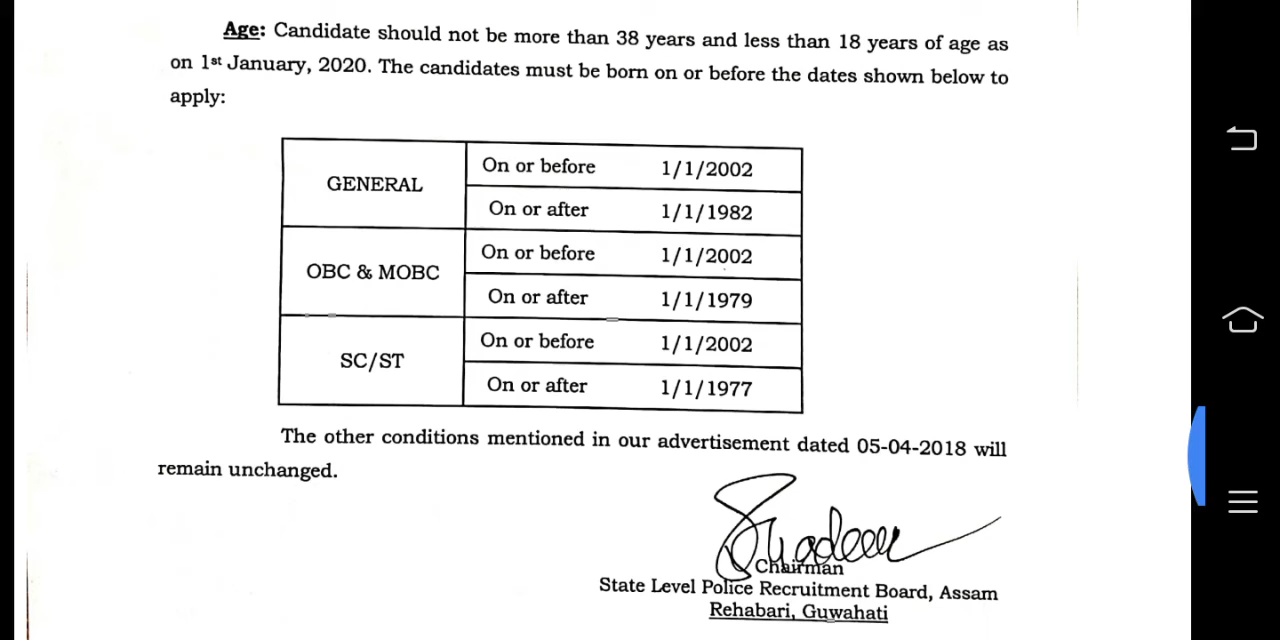 Age: Candidate should not be more than 38 years and less than 18 years of age as
on 1st January, 2020. The candidates must be born on or before the dates shown below to
apply:
GENERAL
On or before 1/1/2002
On or after 1/1/1982
OBC & MOBC
On or before 1/1/2002
On or after 1/1/1979
SC/ST
On or before 1/1/2002
On or after 1/1/1977
The other conditions mentioned in our advertisement dated 05-04-2018 will
remain unchanged.
Chairman
State Level Police Recruitment Board, Assam
Rehabari, Guwahati